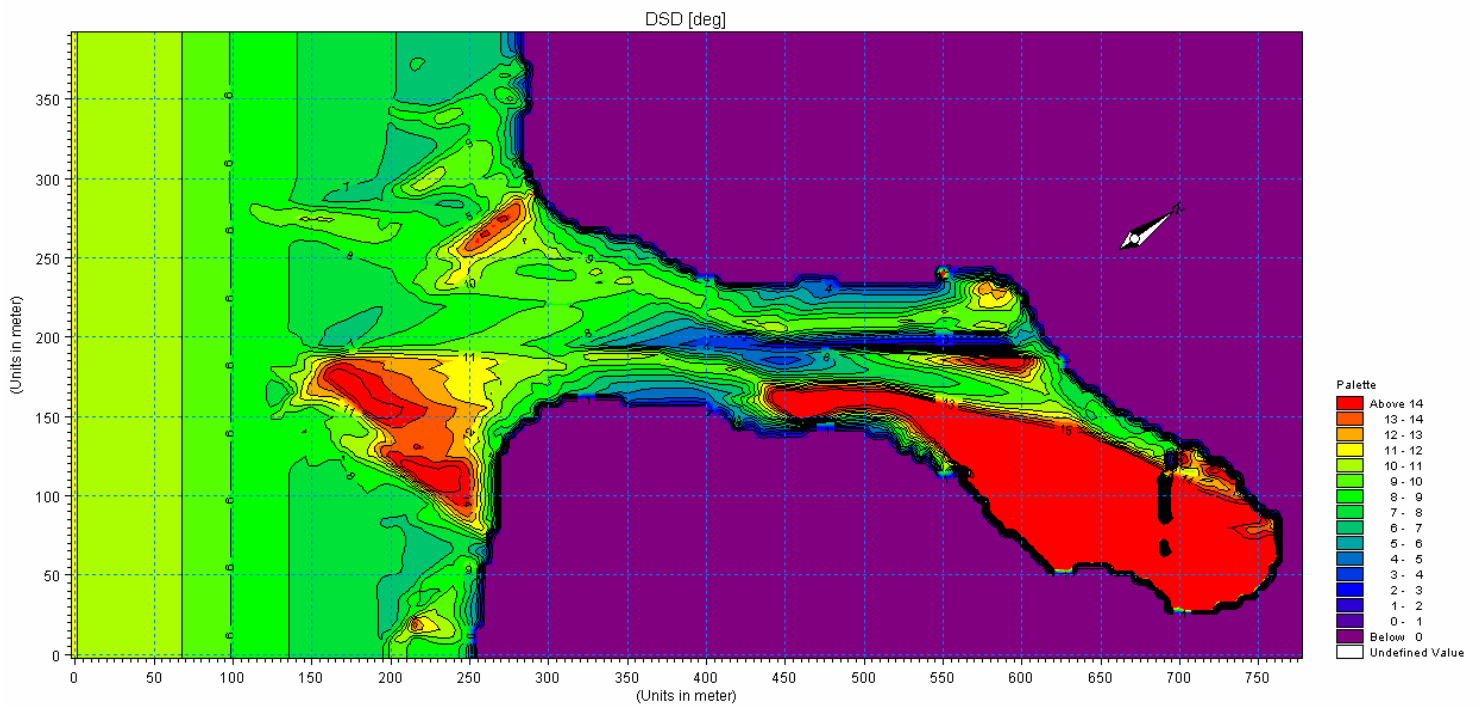 DSD [deg]
(Units in meter)
350
300
250
200
150
100
50
0
0 50 100 150 200 250 300 350 400 450 500 550 600 650 700 750
(Units in meter)
Palette
Above 14
13 - 14
12 - 13
11 - 12
10 - 11
9 - 10
8 - 9
7 - 8
6 - 7
5 - 6
4 - 5
3 - 4
2 - 3
1 - 2
0 - 1
Below 0
Undefined Value